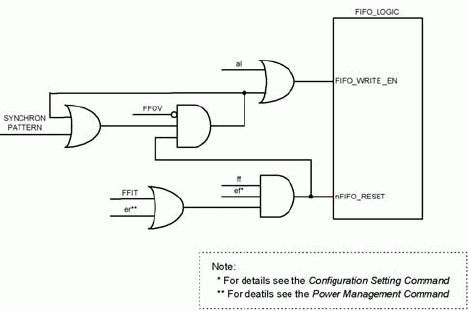 FIFO_LOGIC
al
FIFO_WRITE_EN
FFOV
SYNCHRON
PATTERN
ff
ef*
FFIT
er**
nFIFO_RESET
Note:
* For details see the Configuration Setting Command
** For deatils see the Power Management Command